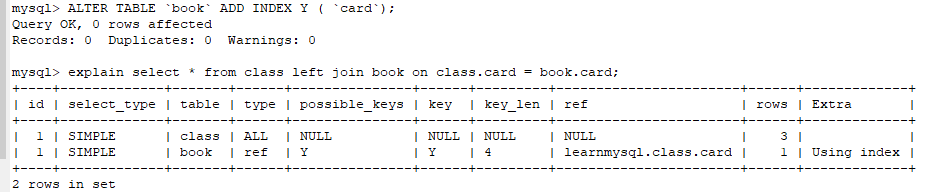 mysql> ALTER TABLE `book` ADD INDEX Y ( `card`);
Query OK, 0 rows affected
Records: 0  Duplicates: 0  Warnings: 0

mysql> explain select * from class left join book on class.card = book.card;
+----+-------------+-------+------+---------------+------+---------+-----------------------+------+-------------+
| id | select_type | table | type | possible_keys | key  | key_len | ref                   | rows | Extra       |
+----+-------------+-------+------+---------------+------+---------+-----------------------+------+-------------+
|  1 | SIMPLE      | class | ALL  | NULL          | NULL | NULL    | NULL                  |    3 |             |
|  1 | SIMPLE      | book  | ref  | Y             | Y    | 4       | learnmysql.class.card |    1 | Using index |
+----+-------------+-------+------+---------------+------+---------+-----------------------+------+-------------+
2 rows in set